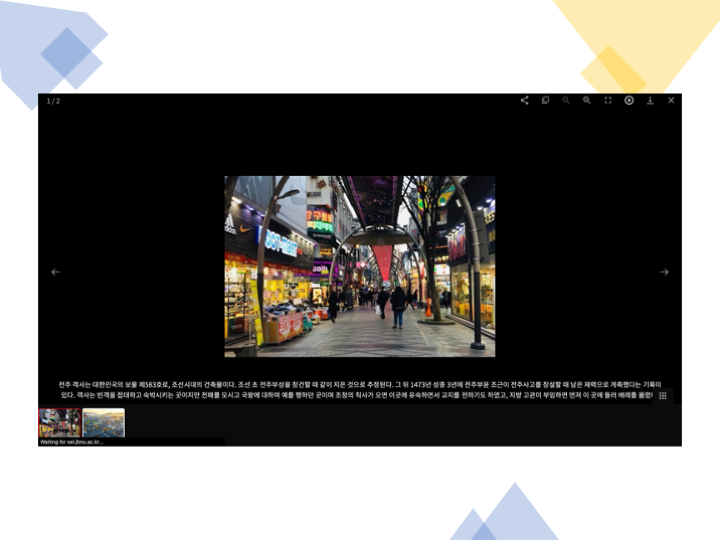 1 / 2
adidas
전주 객사는 대한민국의 보물 제583호로, 조선시대의 건축물이다. 조선 초 전주부성을 창건할 때 같이 지은 것으로 추정된다. 그 뒤 1473년 성종 3년에 전주부윤 조근이 전주사고를 창설할 때 남은 재력으로 개축했다는 기록이
있다. 객사는 빈객을 접대하고 숙박시키는 곳이지만 전패를 모시고 국왕에 대하여 예를 행하던 곳이며 조정의 칙사가 오면 이곳에 유숙하면서 교지를 전하기도 하였고, 지방 고관이 부임하면 먼저 이 곳에 들러 배례를 올렸다
Waiting for sel.jbnu.ac.kr...